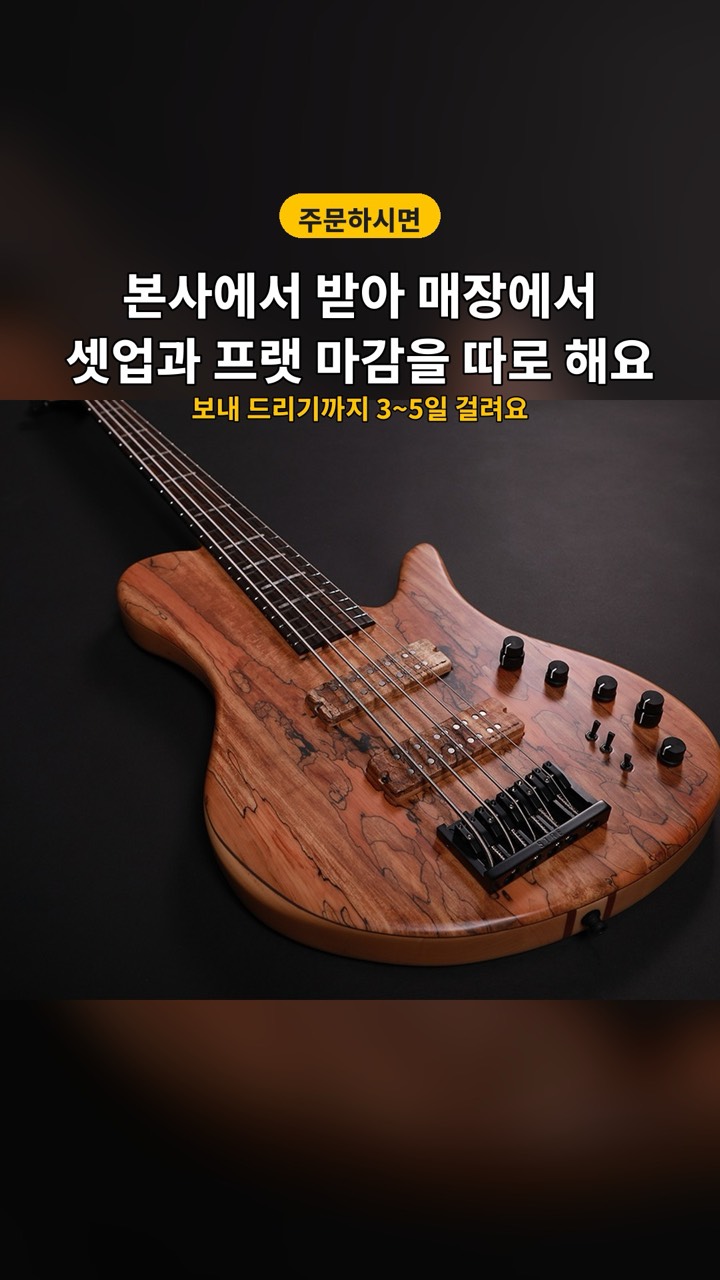 주문하시면
본사에서 받아 매장에서
셋업과 프랫 마감을 따로 해요
보내 드리기까지 3~5일 걸려요